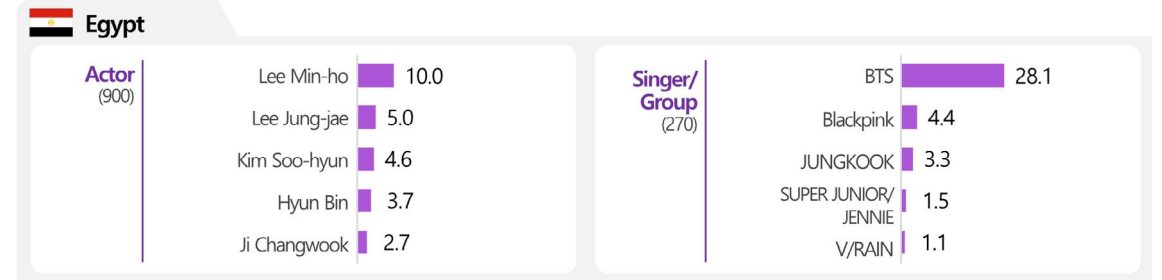 Egypt
Actor
(900)
Lee Min-ho 10.0
Lee Jung-jae 5.0
Kim Soo-hyun 4.6
Hyun Bin 3.7
Ji Changwook 2.7
Singer/
Group
(270)
BTS 28.1
Blackpink 4.4
JUNGKOOK 3.3
SUPER JUNIOR/
JENNIE 1.5
V/RAIN 1.1